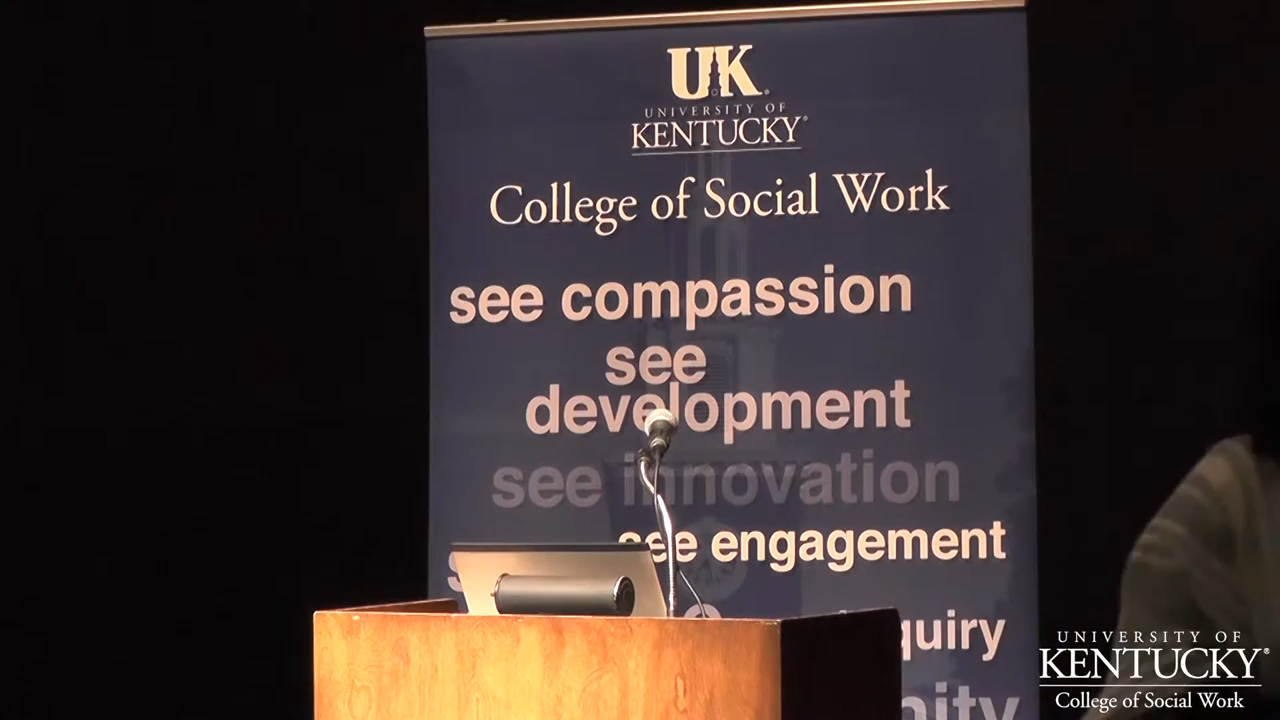 UK
UNIVERSITY OF
KENTUCKY®
College of Social Work
see compassion
see
development
see innovation
see engagement
UNIVERSITY OF
KENTUCKY®
College of Social Work